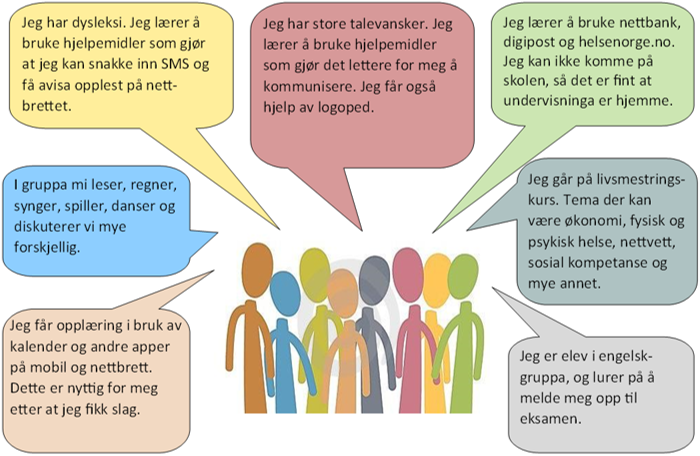 Jeg har dysleksi. Jeg lærer å
bruke hjelpemidler som gjør
at jeg kan snakke inn SMS og
få avisa opplest på nett-
brettet.
Jeg har store talevansker. Jeg
lærer å bruke hjelpemidler
som gjør det lettere for meg å
kommunisere. Jeg får også
hjelp av logoped.
Jeg lærer å bruke nettbank,
digipost og helsenorge.no.
Jeg kan ikke komme på
skolen, så det er fint at
undervisninga er hjemme.
I gruppa mi leser, regner,
synger, spiller, danser og
diskuterer vi mye
forskjellig.
Jeg går på livsmestrings-
kurs. Tema der kan
være økonomi, fysisk og
psykisk helse, nettvett,
sosial kompetanse og
mye annet.
Jeg får opplæring i bruk av
kalender og andre apper
på mobil og nettbrett.
Dette er nyttig for meg
etter at jeg fikk slag.
Jeg er elev i engelsk-
gruppa, og lurer på å
melde meg opp til
eksamen.